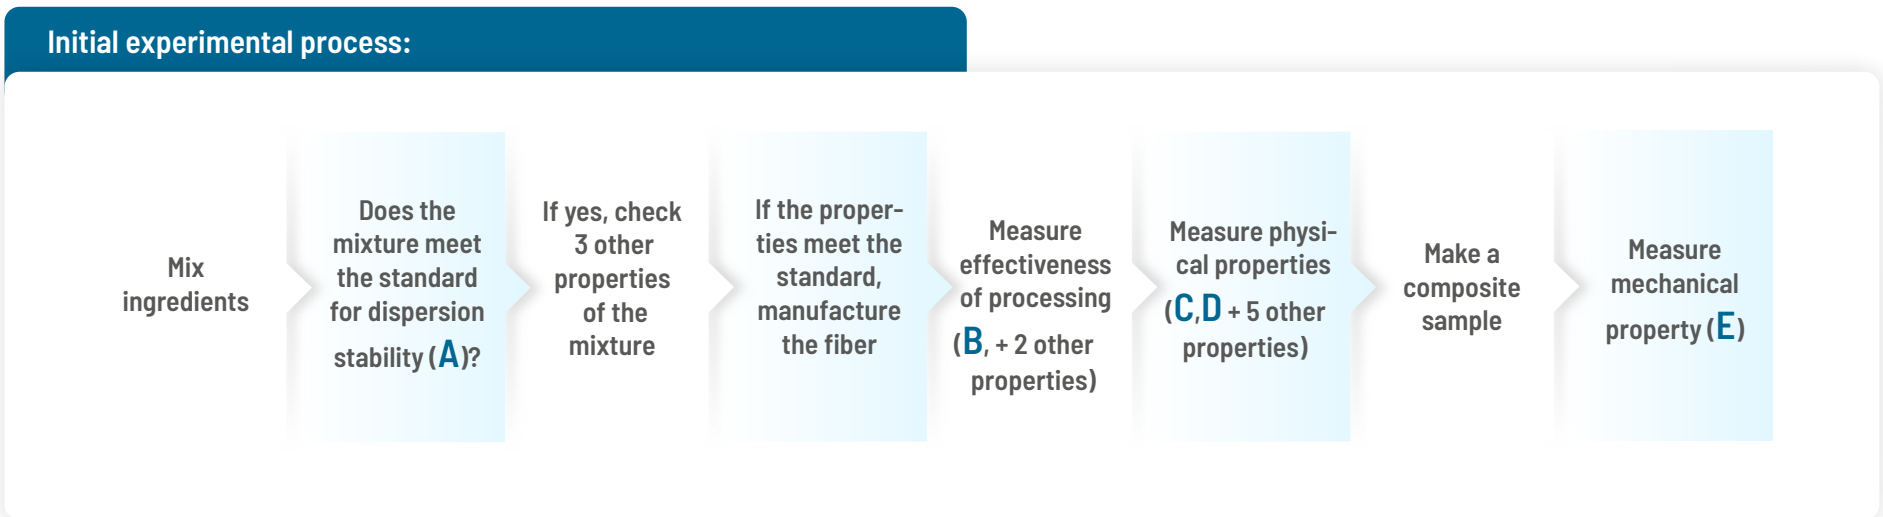 Initial experimental process:
Mix
ingredients
Does the
mixture meet
the standard
for dispersion
stability (A)?
If yes, check
3 other
properties
of the
mixture
If the proper-
ties meet the
standard,
manufacture
the fiber
Measure
effectiveness
of processing
(B, + 2 other
properties)
Measure physi-
cal properties
(C,D + 5 other
properties)
Make a
composite
sample
Measure
mechanical
property (E)